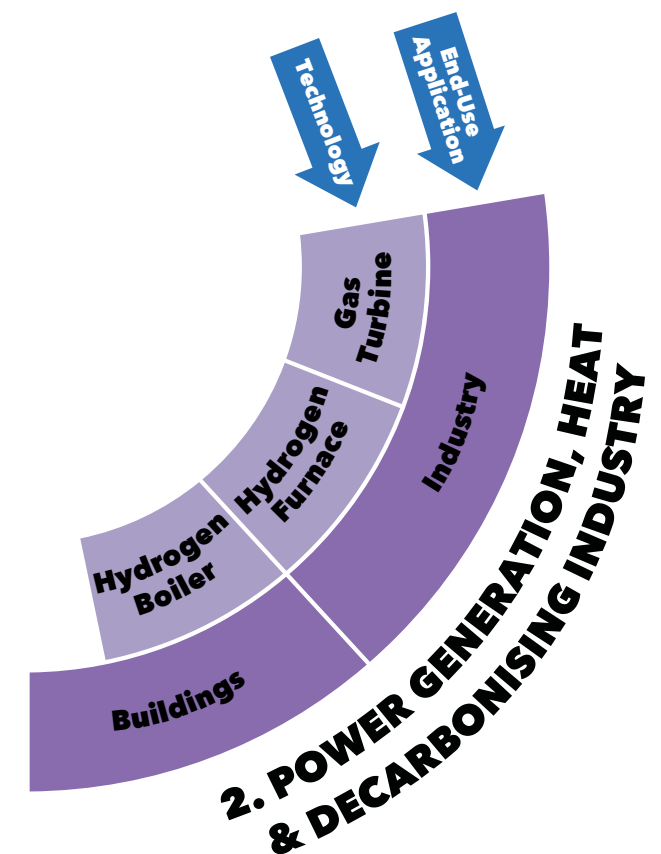 Technology
End-Use
Application
Gas
Turbine
Hydrogen
Furnace
Hydrogen
Boiler
Industry
Buildings
2. POWER GENERATION, HEAT
& DECARBONISING INDUSTRY